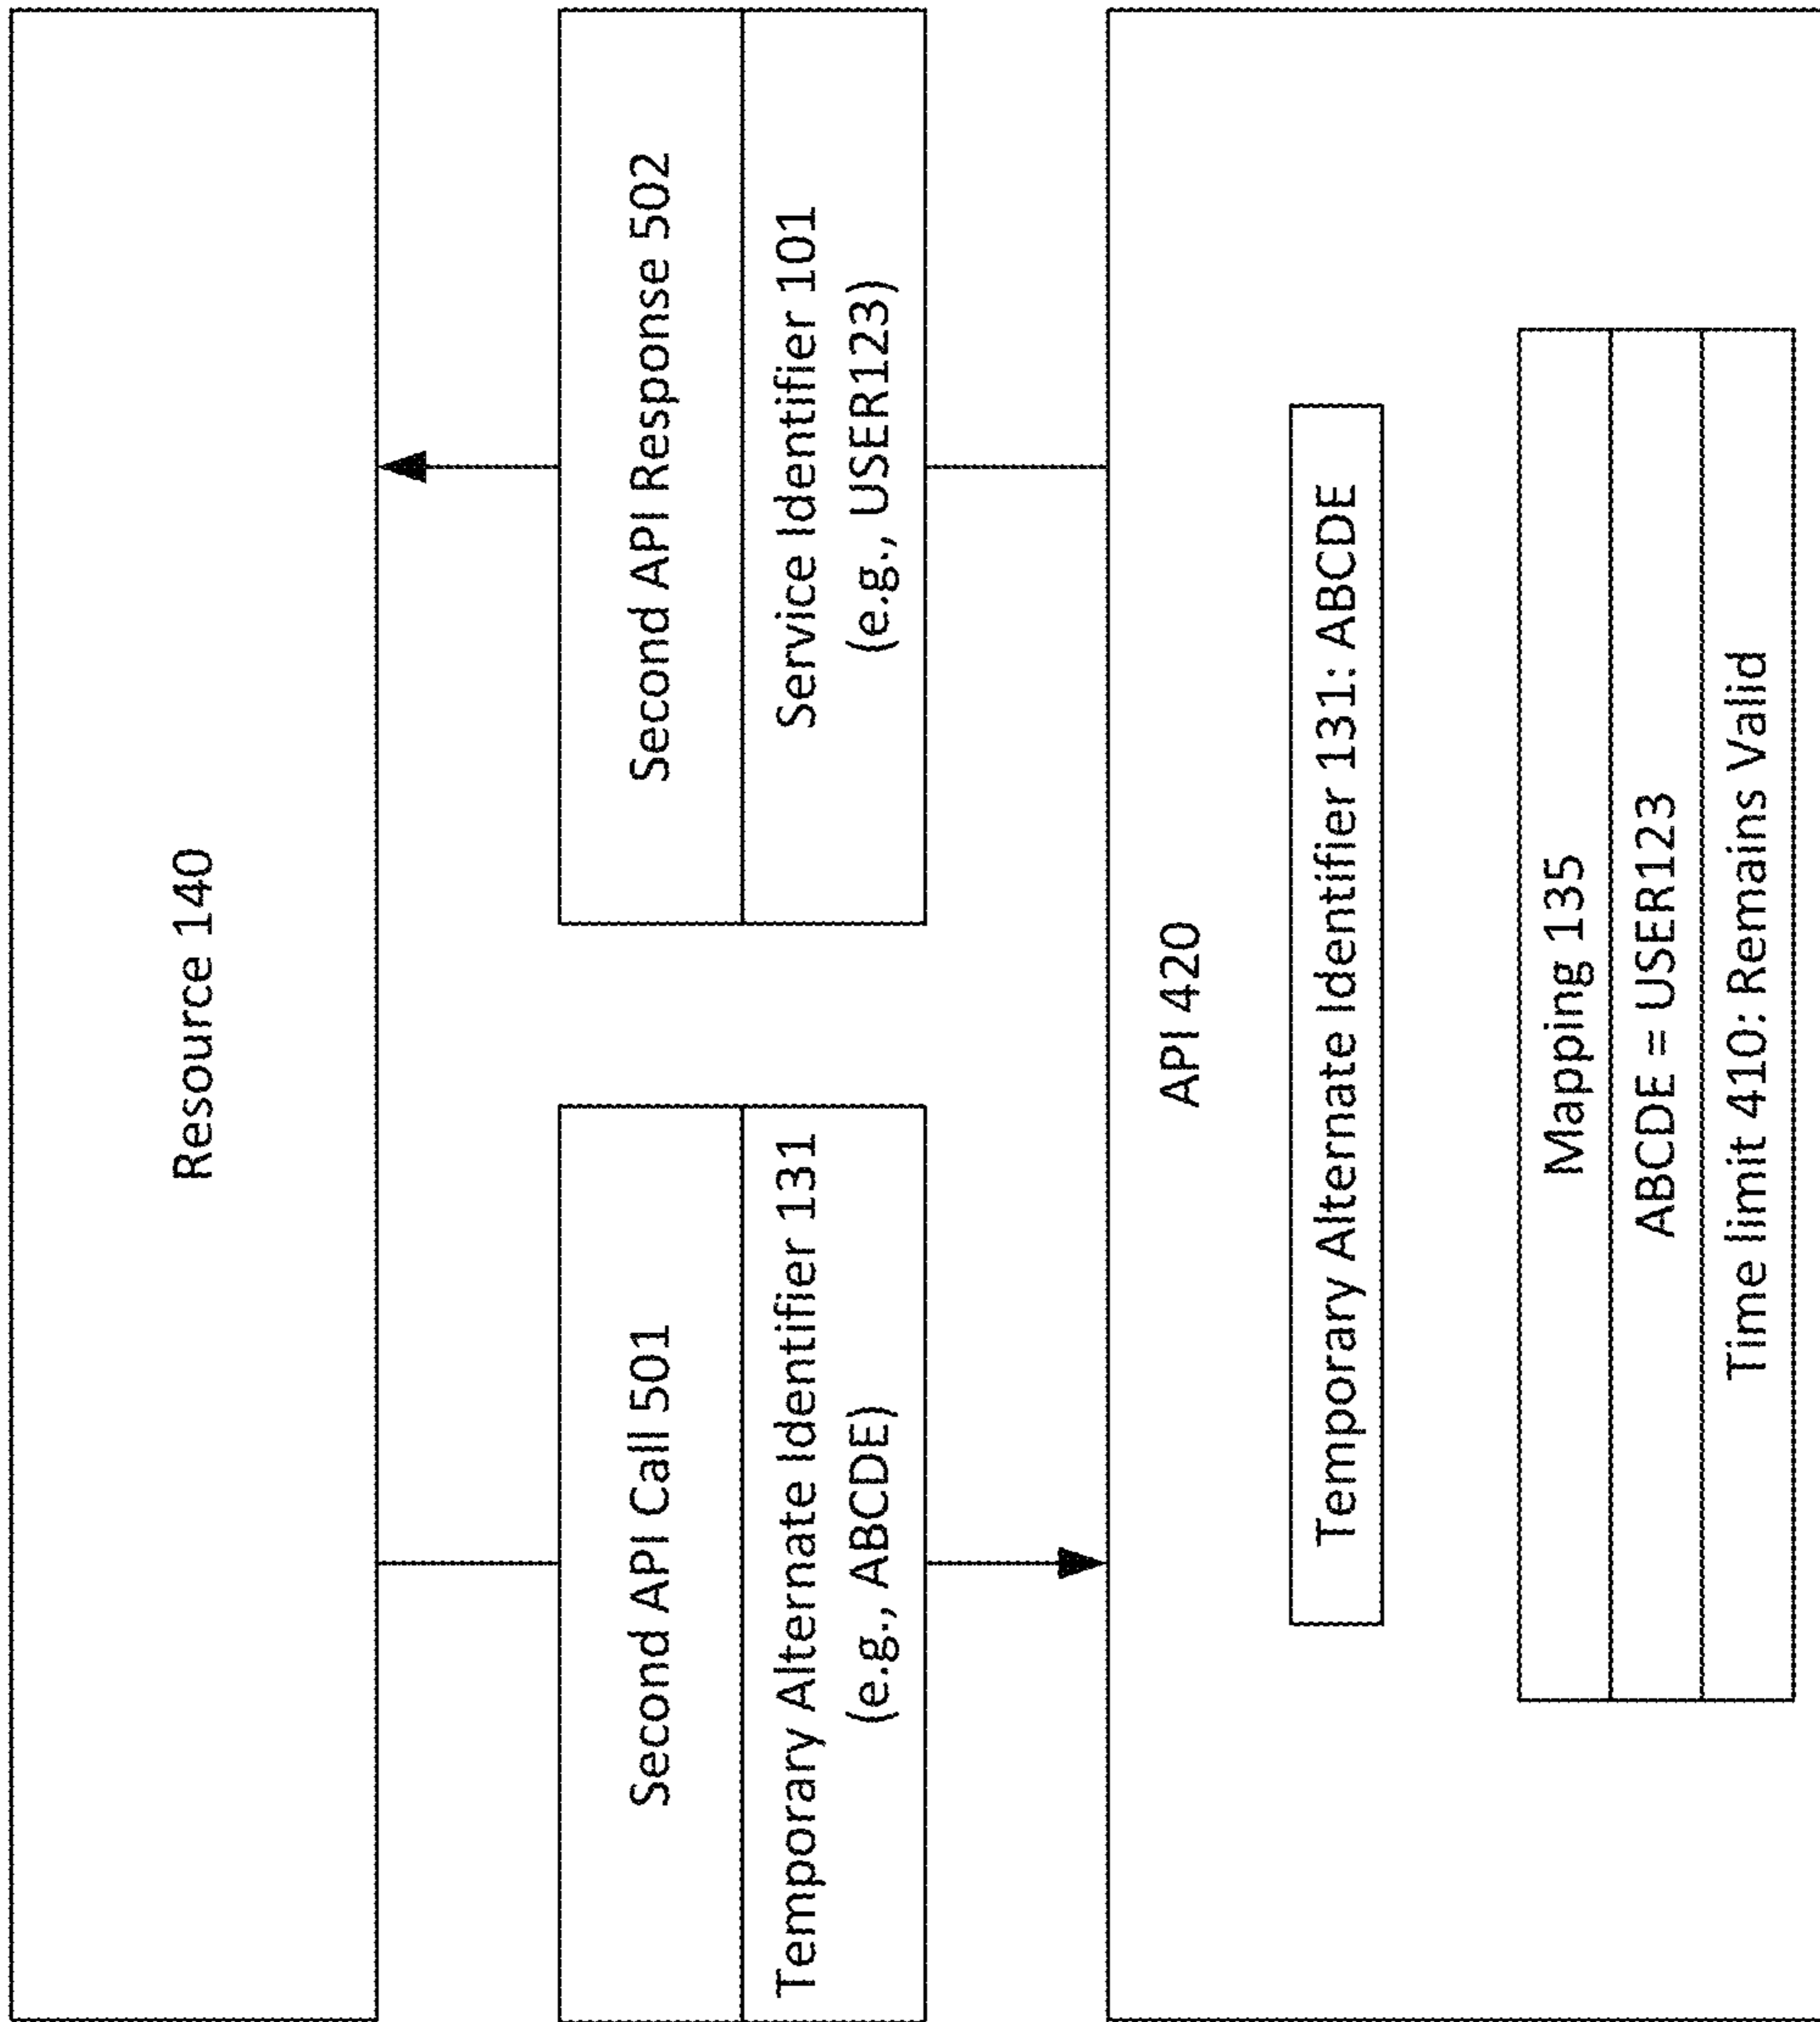 Resource 140
Second API Call 501
Temporary Alternate Identifier 131
(e.g., ABCDE)
Second API Response 502
Service Identifier 101
(e.g., USER123)
API 420
Temporary Alternate Identifier 131: ABCDE
Mapping 135
ABCDE = USER123
Time limit 410: Remains Valid